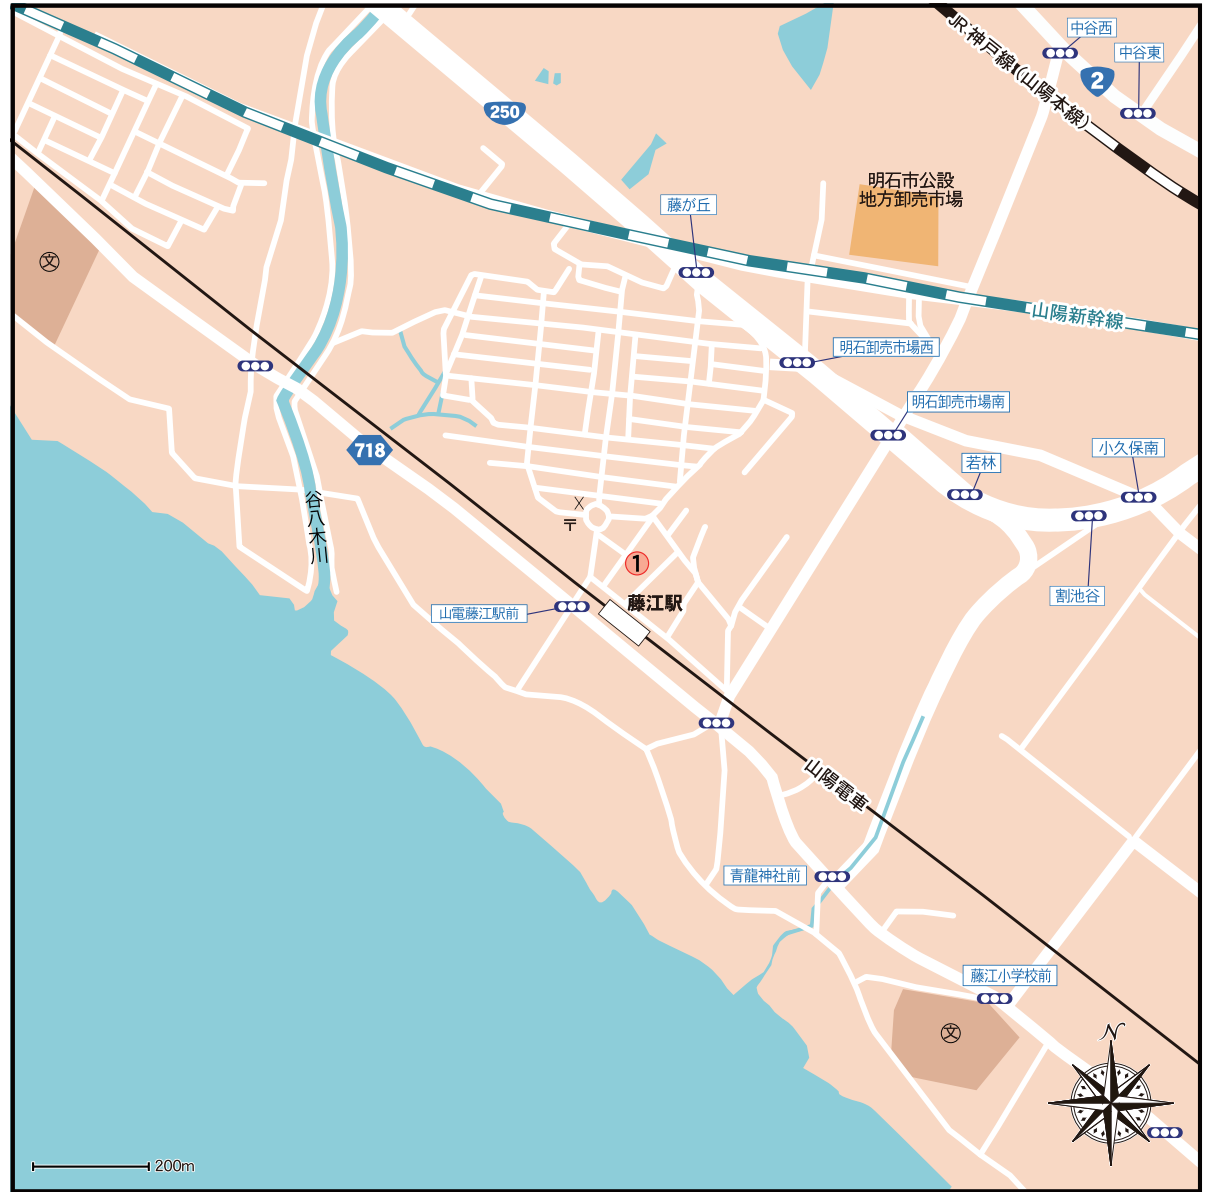 中谷西
中谷東
2
JR神戸線(山陽本線)
250
明石市公設
地方卸売市場
藤が丘
文
山陽新幹線
明石卸売市場西
明石卸売市場南
小久保南
若林
718
谷八木川
〒
1
藤江駅
割池谷
山電藤江駅前
山陽電車
青龍神社前
藤江小学校前
文
N
200m